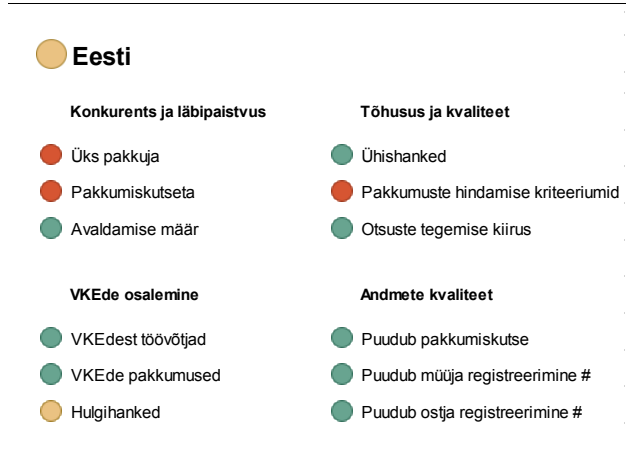 Eesti
Konkurents ja läbipaistvus
Üks pakkuja
Pakkumiskutseta
Avaldamise määr
Tõhusus ja kvaliteet
Ühishanked
Pakkumuste hindamise kriteeriumid
Otsuste tegemise kiirus
VKEde osalemine
VKEdest töövõtjad
VKEde pakkumused
Hulgihanked
Andmete kvaliteet
Puudub pakkumiskutse
Puudub müüja registreerimine #
Puudub ostja registreerimine #